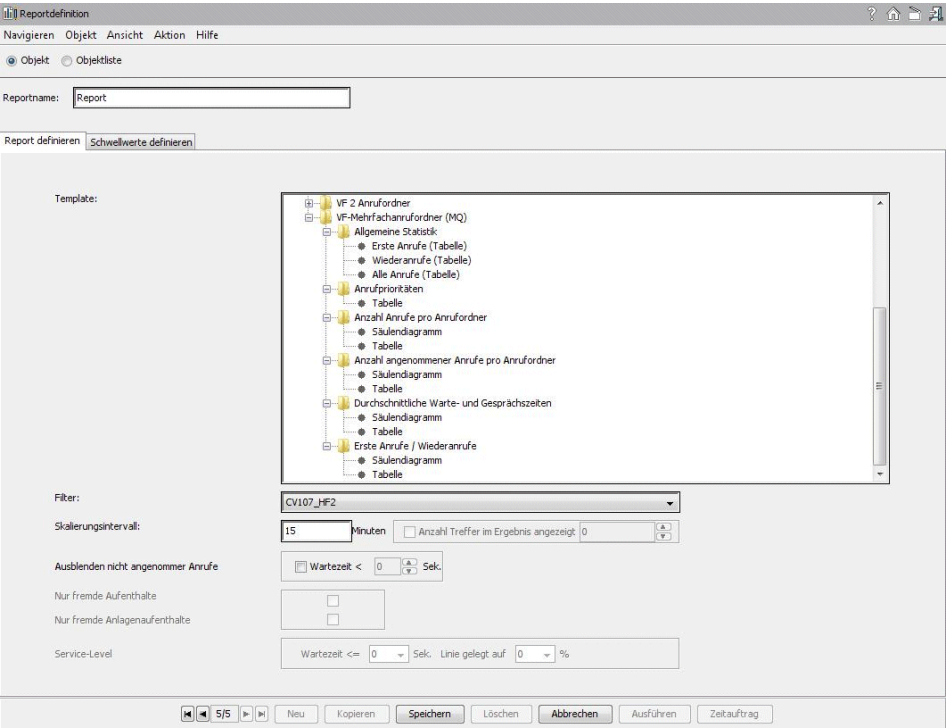 Reportdefinition
Navigieren Objekt Ansicht Aktion Hilfe
Objekt Objektliste
Reportname: Report
Report definieren Schwellwerte definieren
Template:
VF 2 Anrufordner
VF-Mehrfachanrufordner (MQ)
Allgemeine Statistik
Erste Anrufe (Tabelle)
Wiederanrufe (Tabelle)
Alle Anrufe (Tabelle)
Anrufprioritäten
Tabelle
Anzahl Anrufe pro Anrufordner
Säulendiagramm
Tabelle
Anzahl angenommener Anrufe pro Anrufordner
Säulendiagramm
Tabelle
Durchschnittliche Warte- und Gesprächszeiten
Säulendiagramm
Tabelle
Erste Anrufe / Wiederanrufe
Säulendiagramm
Tabelle
Filter: CV107_HF2
Skalierungsintervall: 15 Minuten Anzahl Treffer im Ergebnis angezeigt 0
Ausblenden nicht angenommer Anrufe Wartezeit < 0 Sek.
Nur fremde Aufenthalte
Nur fremde Anlagenaufenthalte
Service-Level Wartezeit <= 0 Sek. Linie gelegt auf 0 %
5/5 Neu Kopieren Speichern Löschen Abbrechen Ausführen Zeitauftrag